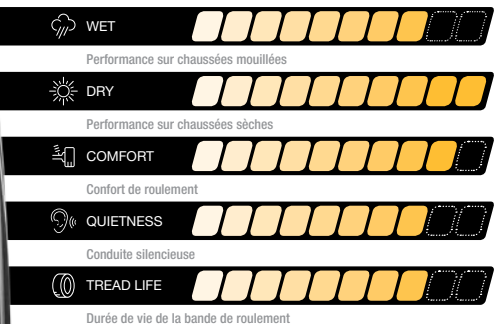 WET
Performance sur chaussées mouillées
DRY
Performance sur chaussées sèches
COMFORT
Confort de roulement
QUIETNESS
Conduite silencieuse
TREAD LIFE
Durée de vie de la bande de roulement